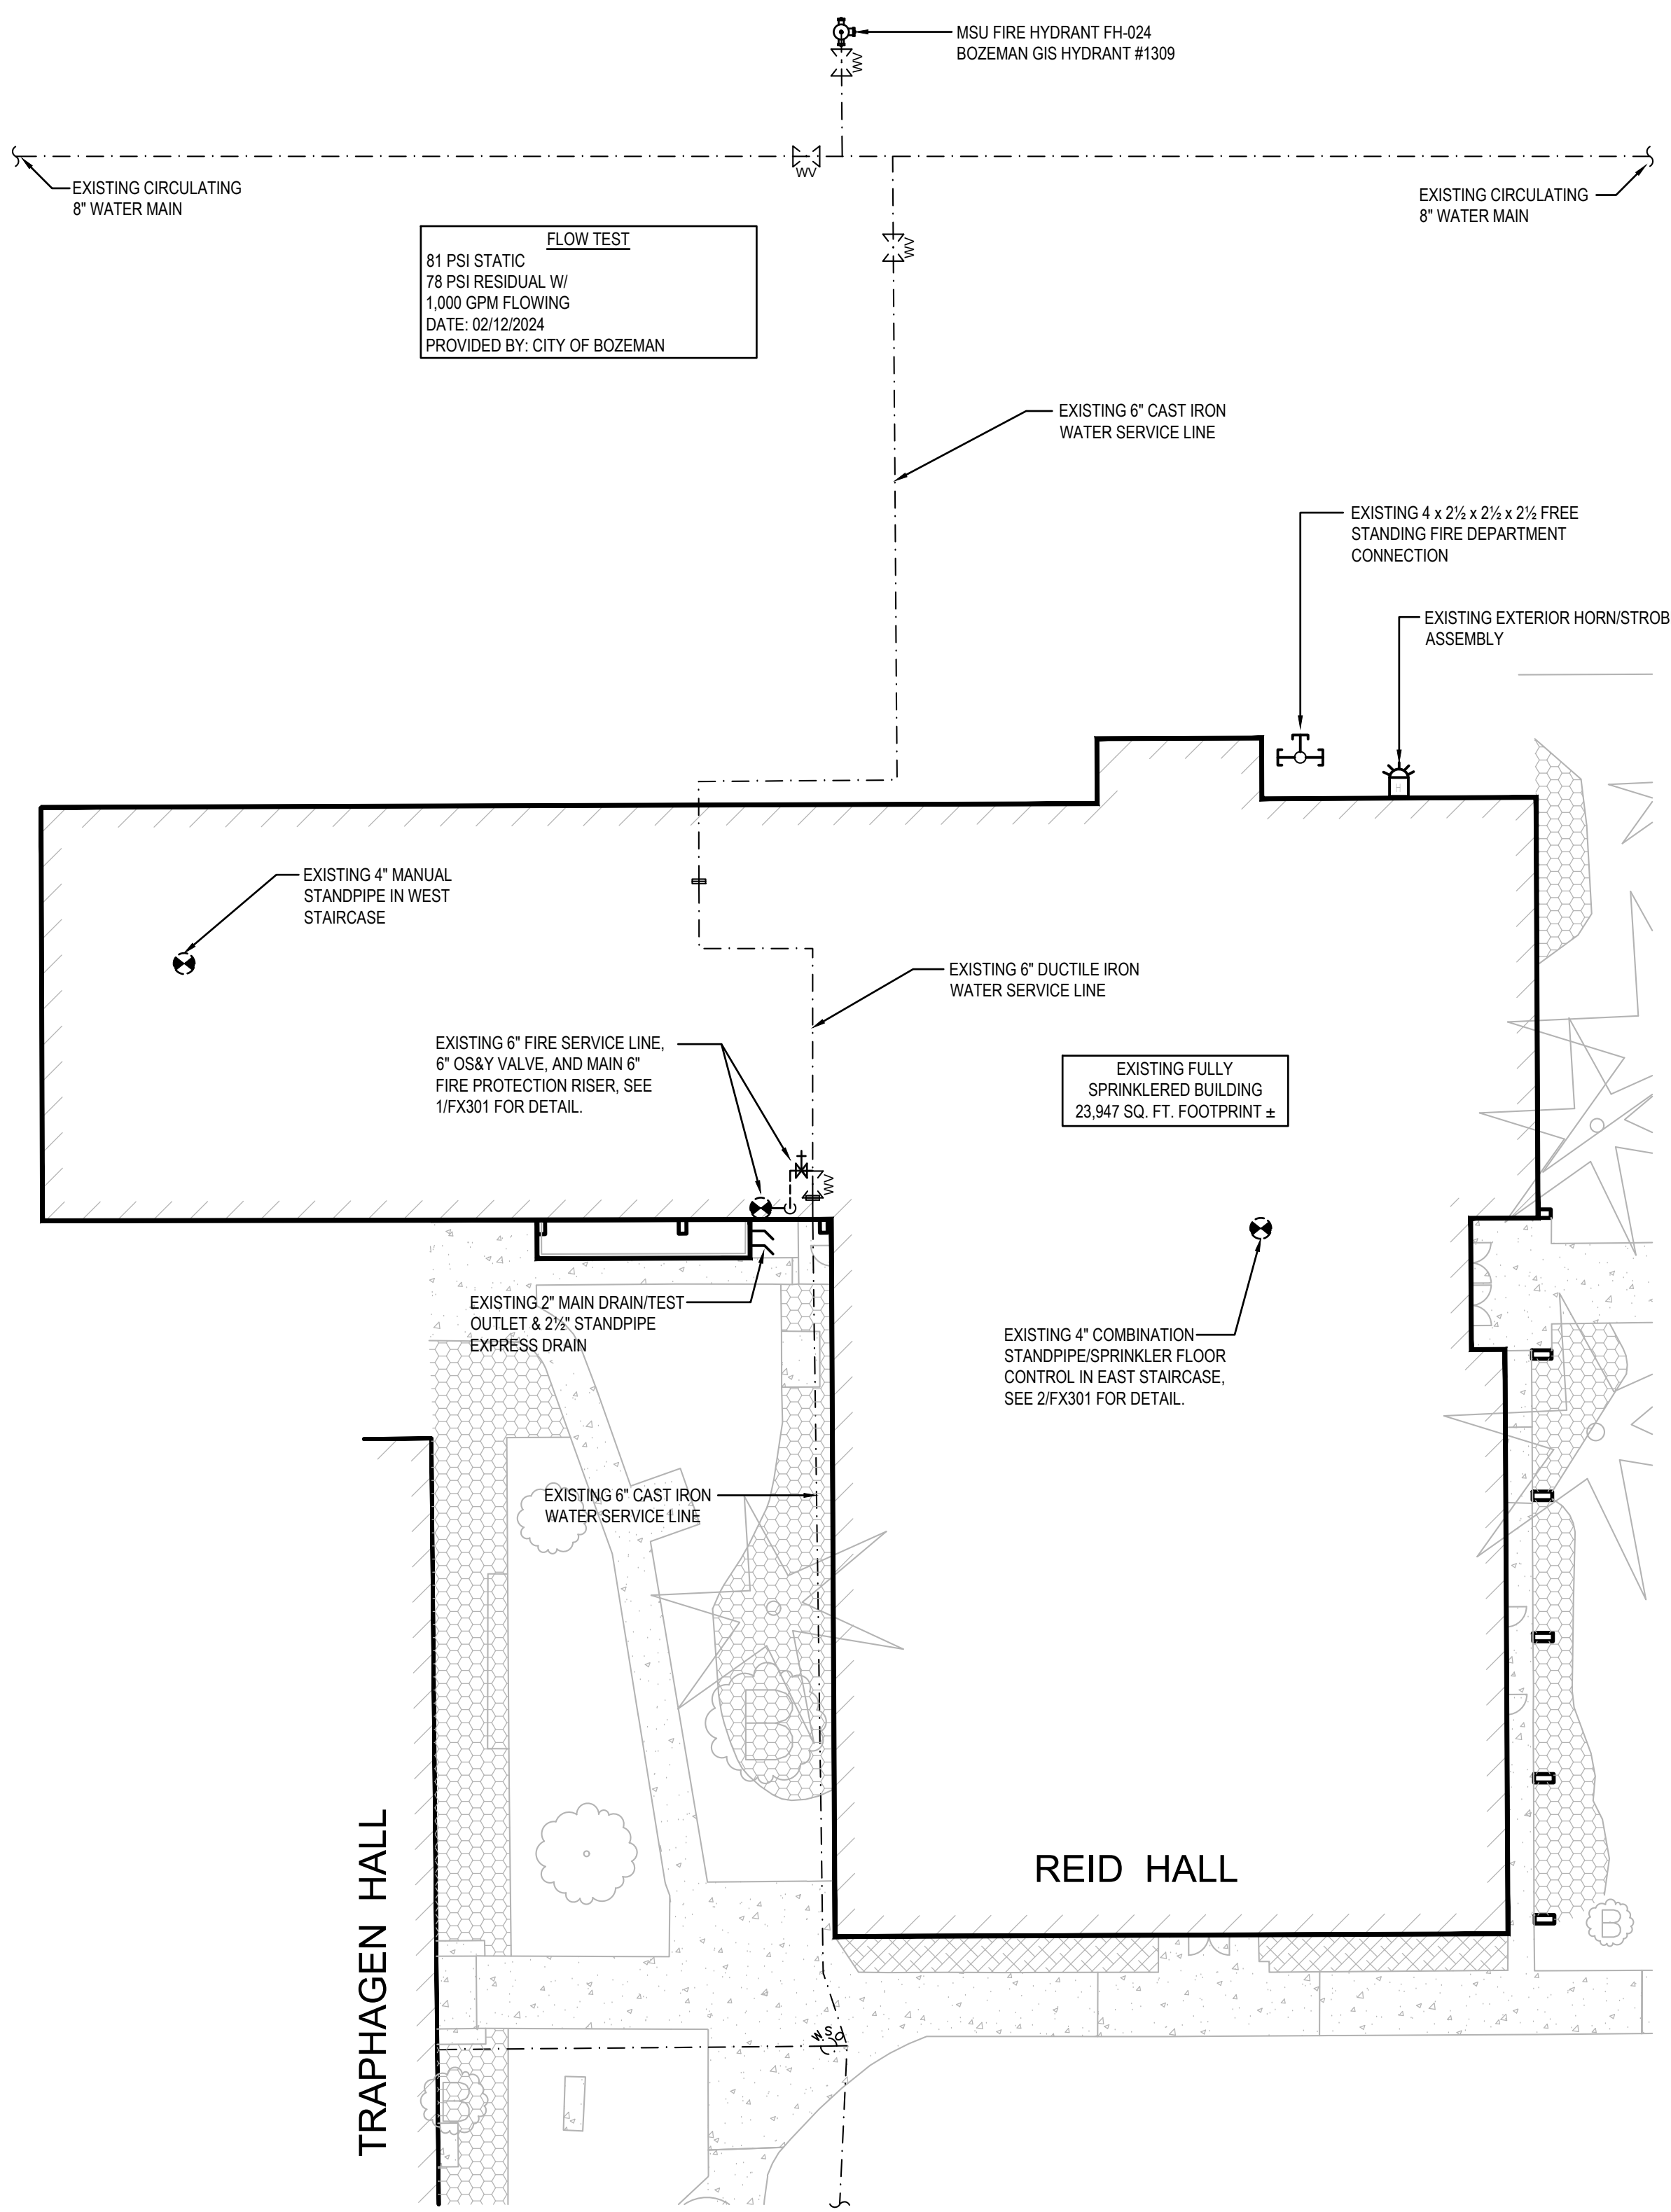 MSU FIRE HYDRANT FH-024
BOZEMAN GIS HYDRANT #1309
WV
WV
EXISTING CIRCULATING
8" WATER MAIN
EXISTING CIRCULATING
8" WATER MAIN
WV
FLOW TEST
81 PSI STATIC
78 PSI RESIDUAL W/
1,000 GPM FLOWING
DATE: 02/12/2024
PROVIDED BY: CITY OF BOZEMAN
EXISTING 6" CAST IRON
WATER SERVICE LINE
EXISTING 4 x 2½ x 2½ x 2½ FREE
STANDING FIRE DEPARTMENT
CONNECTION
EXISTING EXTERIOR HORN/STROB
ASSEMBLY
H
EXISTING 4" MANUAL
STANDPIPE IN WEST
STAIRCASE
EXISTING 6" DUCTILE IRON
WATER SERVICE LINE
EXISTING 6" FIRE SERVICE LINE,
6" OS&Y VALVE, AND MAIN 6"
FIRE PROTECTION RISER, SEE
1/FX301 FOR DETAIL.
EXISTING FULLY
SPRINKLERED BUILDING
23,947 SQ. FT. FOOTPRINT ±
WV
EXISTING 2" MAIN DRAIN/TEST
OUTLET & 2½" STANDPIPE
EXPRESS DRAIN
EXISTING 4" COMBINATION
STANDPIPE/SPRINKLER FLOOR
CONTROL IN EAST STAIRCASE,
SEE 2/FX301 FOR DETAIL.
EXISTING 6" CAST IRON
WATER SERVICE LINE
B
REID HALL
TRAPHAGEN HALL
B
WSO
B